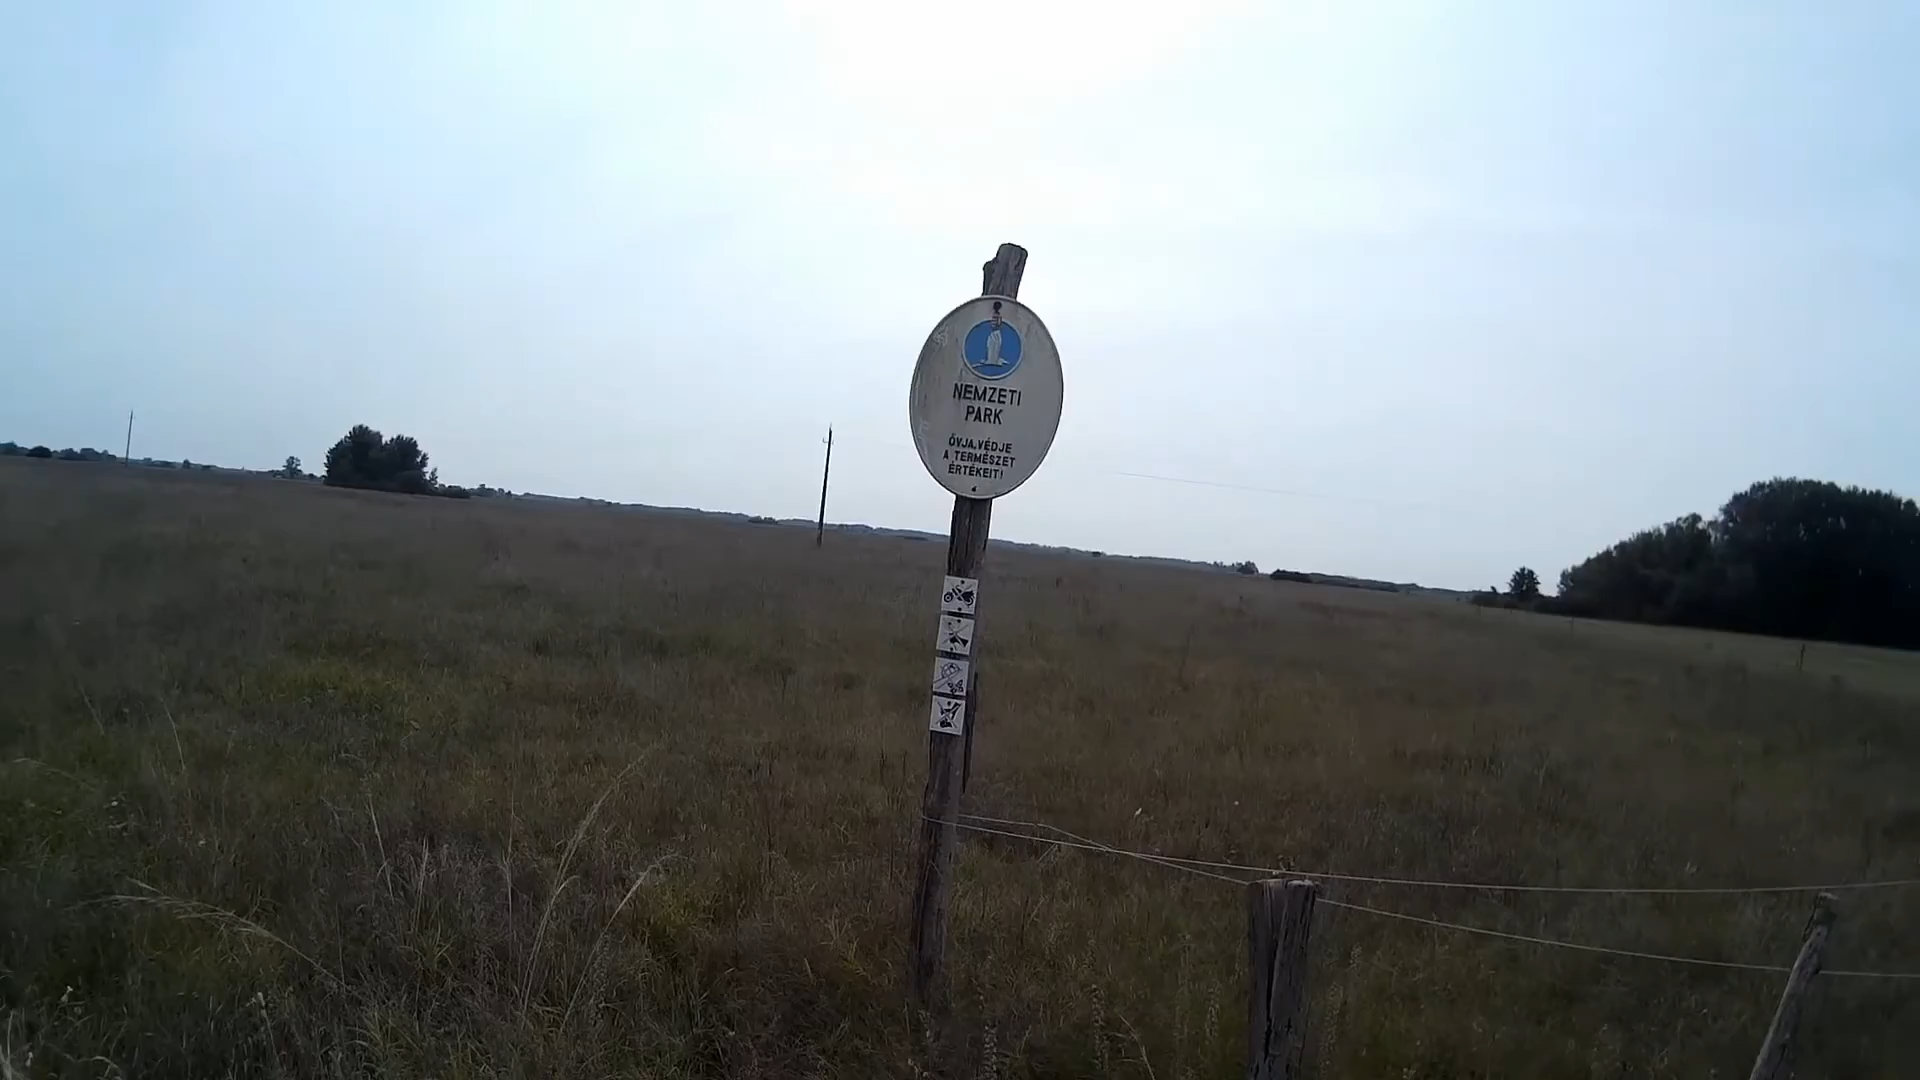 NEMZETI
PARK
ÓVJA,VÉDJE
A TERMÉSZET
ÉRTÉKEIT!